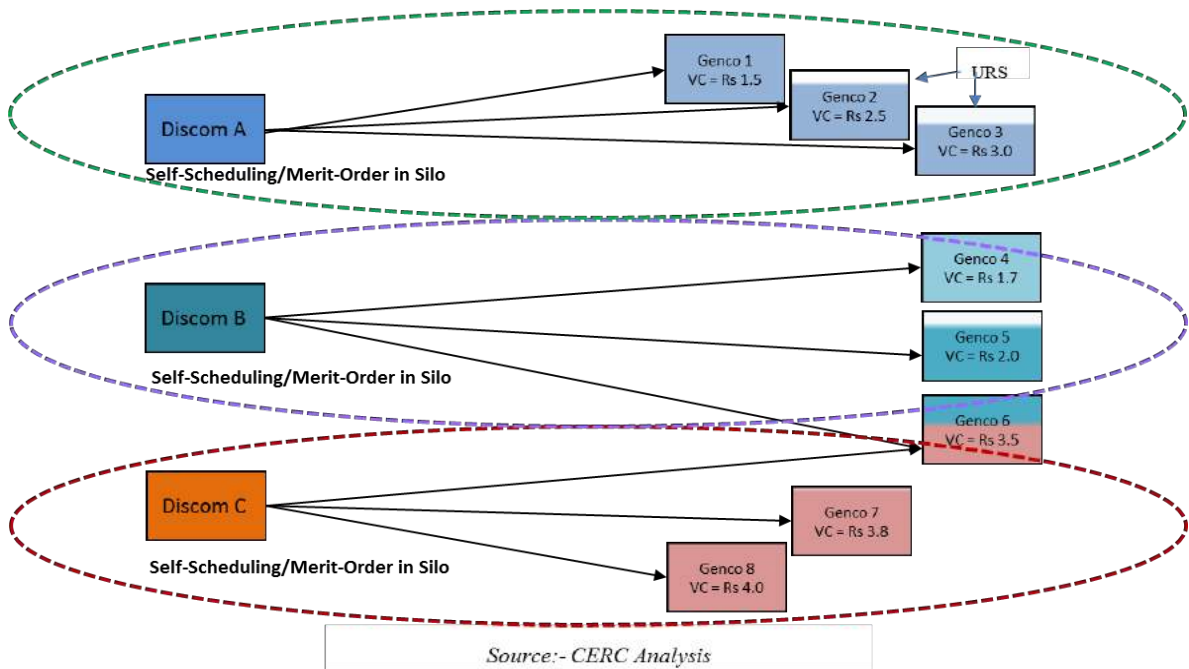 Genco 1
VC = Rs 1.5
URS
Genco 2
VC = Rs 2.5
Discom A
Genco 3
VC = Rs 3.0
Self-Scheduling/Merit-Order in Silo
Genco 4
VC = Rs 1.7
Discom B
Genco 5
VC = Rs 2.0
Self-Scheduling/Merit-Order in Silo
Genco 6
VC = Rs 3.5
Discom C
Genco 7
VC = Rs 3.8
Self-Scheduling/Merit-Order in Silo
Genco 8
VC = Rs 4.0
Source:- CERC Analysis